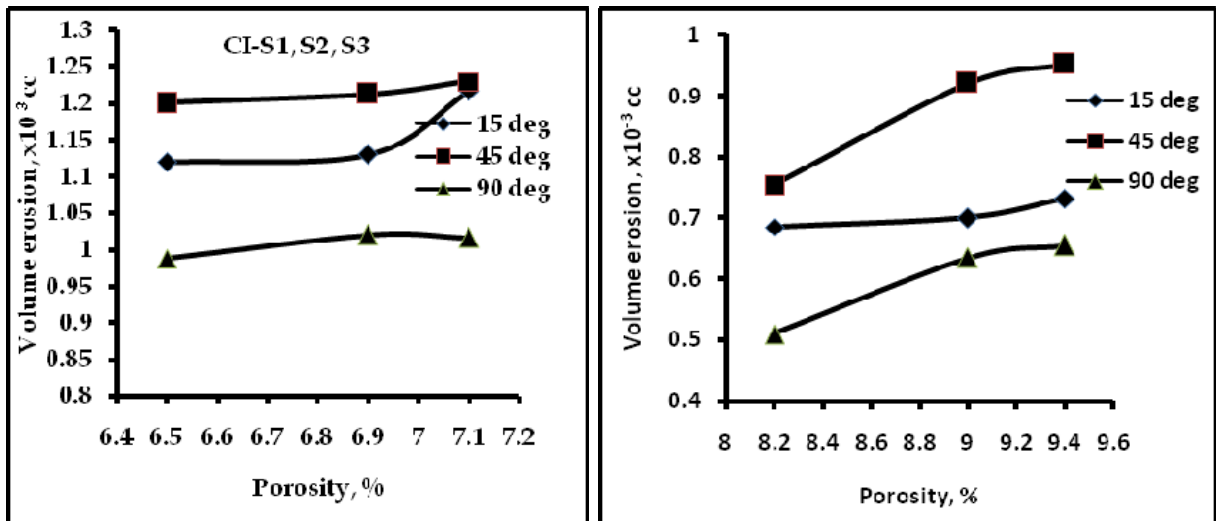 CI-S1, S2, S3
Volume erosion, x10⁻³ cc
1.3
1.25
1.2
1.15
1.1
1.05
1
0.95
0.9
0.85
0.8
6.4 6.5 6.6 6.7 6.8 6.9 7 7.1 7.2
Porosity, %
15 deg
45 deg
90 deg
Volume erosion, x10⁻³ cc
1
0.9
0.8
0.7
0.6
0.5
0.4
8 8.2 8.4 8.6 8.8 9 9.2 9.4 9.6
Porosity, %
15 deg
45 deg
90 deg